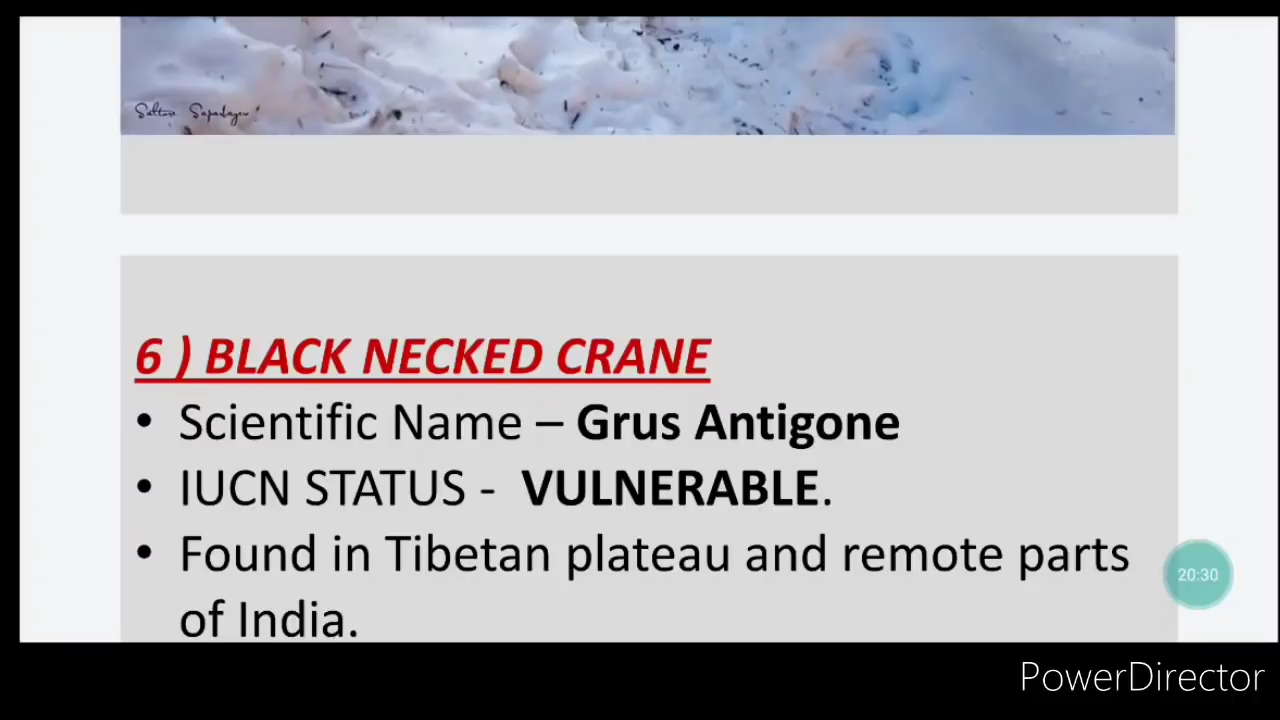 6 ) BLACK NECKED CRANE
• Scientific Name – Grus Antigone
• IUCN STATUS - VULNERABLE.
• Found in Tibetan plateau and remote parts
of India.
20:30
PowerDirector